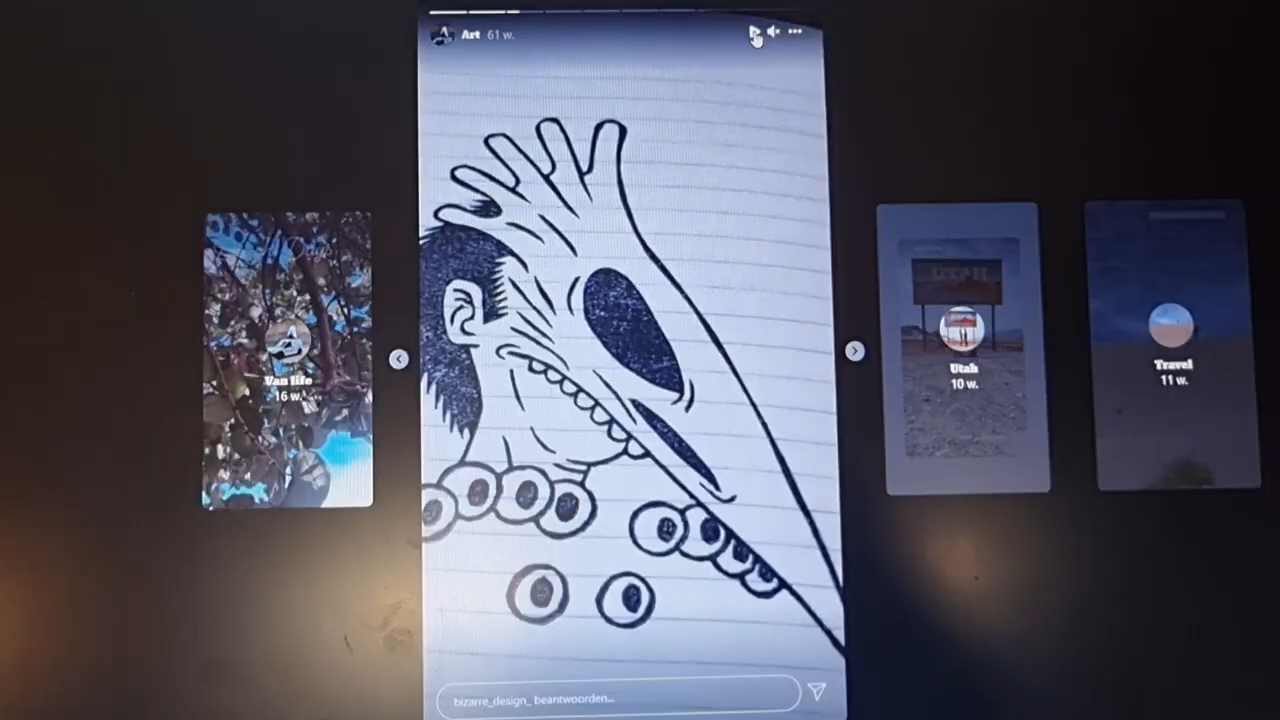 Art 61 w.
Van life
16 w.
Utah
10 w.
Travel
11 w.
bizarre_design_ beantwoorden...